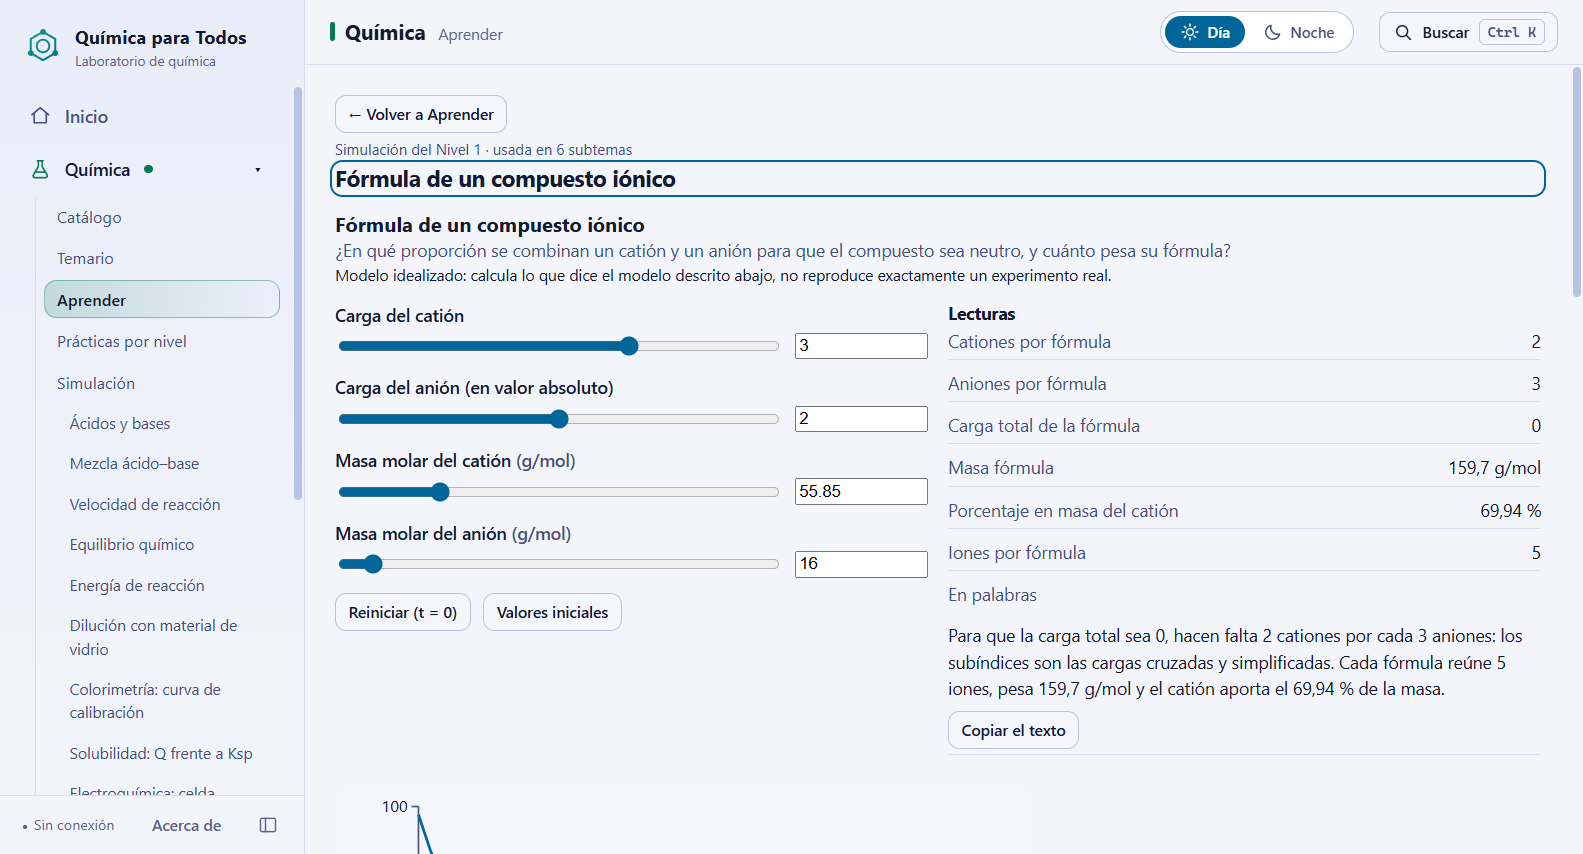 Química para Todos
Laboratorio de química
Inicio
Química
Catálogo
Temario
Aprender
Prácticas por nivel
Simulación
Ácidos y bases
Mezcla ácido–base
Velocidad de reacción
Equilibrio químico
Energía de reacción
Dilución con material de
vidrio
Colorimetría: curva de
calibración
Solubilidad: Q frente a Ksp
Electroquímica: celda
Sin conexión
Acerca de
Química Aprender
Día
Noche
Buscar Ctrl K
← Volver a Aprender
Simulación del Nivel 1 · usada en 6 subtemas
Fórmula de un compuesto iónico
Fórmula de un compuesto iónico
¿En qué proporción se combinan un catión y un anión para que el compuesto sea neutro, y cuánto pesa su fórmula?
Modelo idealizado: calcula lo que dice el modelo descrito abajo, no reproduce exactamente un experimento real.
Carga del catión
3
Carga del anión (en valor absoluto)
2
Masa molar del catión (g/mol)
55.85
Masa molar del anión (g/mol)
16
Reiniciar (t = 0)
Valores iniciales
Lecturas
Cationes por fórmula 2
Aniones por fórmula 3
Carga total de la fórmula 0
Masa fórmula 159,7 g/mol
Porcentaje en masa del catión 69,94 %
Iones por fórmula 5
En palabras
Para que la carga total sea 0, hacen falta 2 cationes por cada 3 aniones: los
subíndices son las cargas cruzadas y simplificadas. Cada fórmula reúne 5
iones, pesa 159,7 g/mol y el catión aporta el 69,94 % de la masa.
Copiar el texto
100